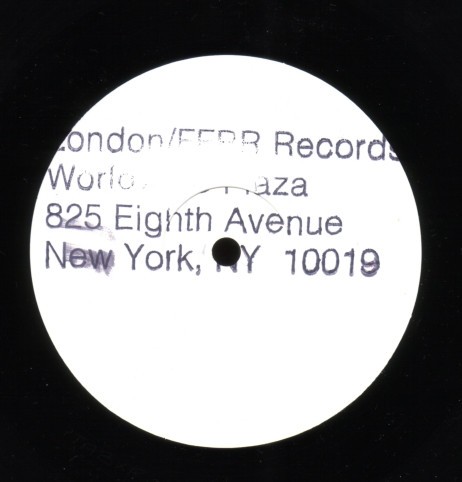 London/FFRR Records
Plaza
825 Eighth Avenue
New York, NY 10019